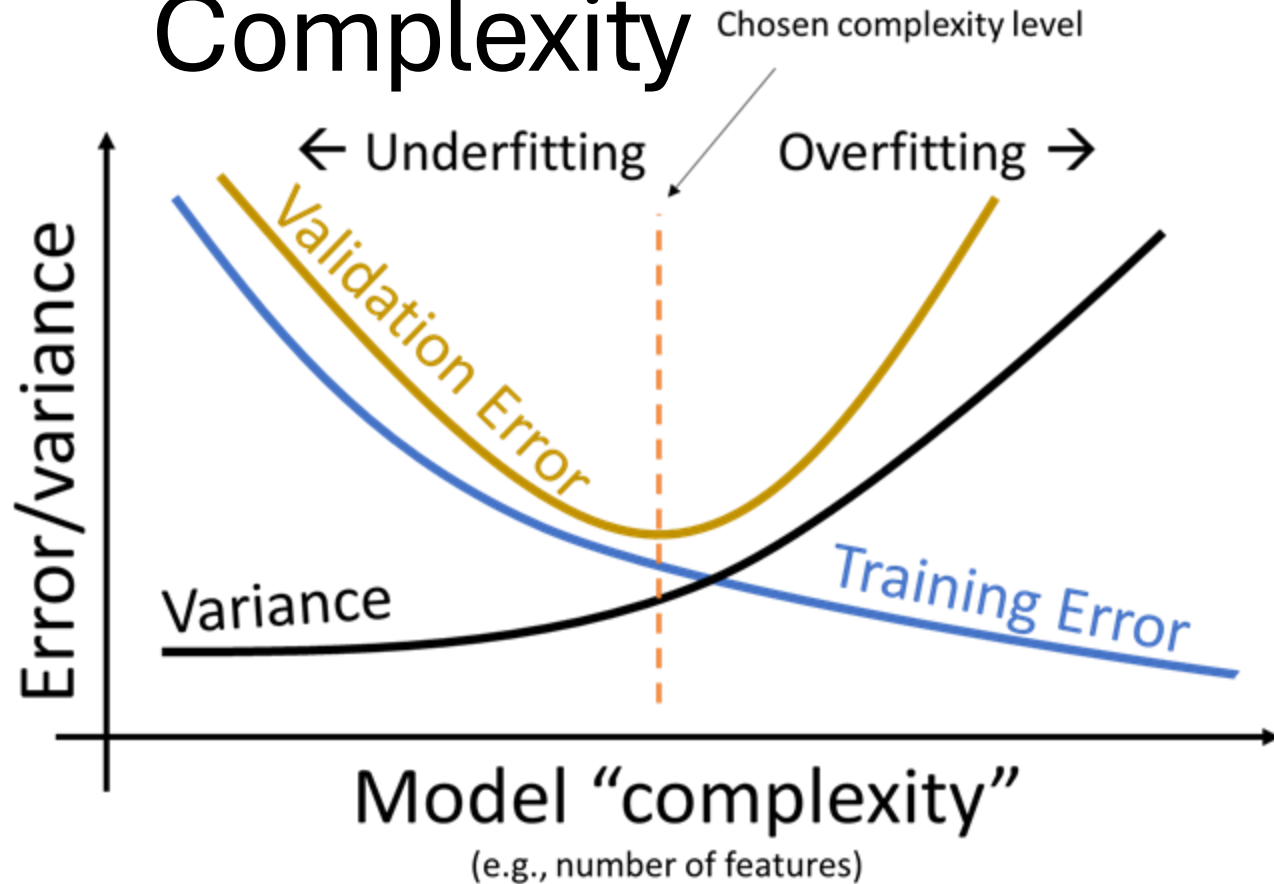 Complexity
Chosen complexity level
← Underfitting
Overfitting →
Validation Error
Error/variance
Variance
Training Error
Model “complexity”
(e.g., number of features)